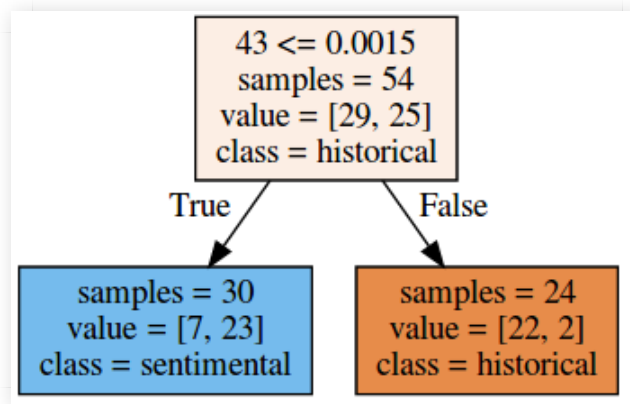 43 <= 0.0015
samples = 54
value = [29, 25]
class = historical
True
False
samples = 30
value = [7, 23]
class = sentimental
samples = 24
value = [22, 2]
class = historical